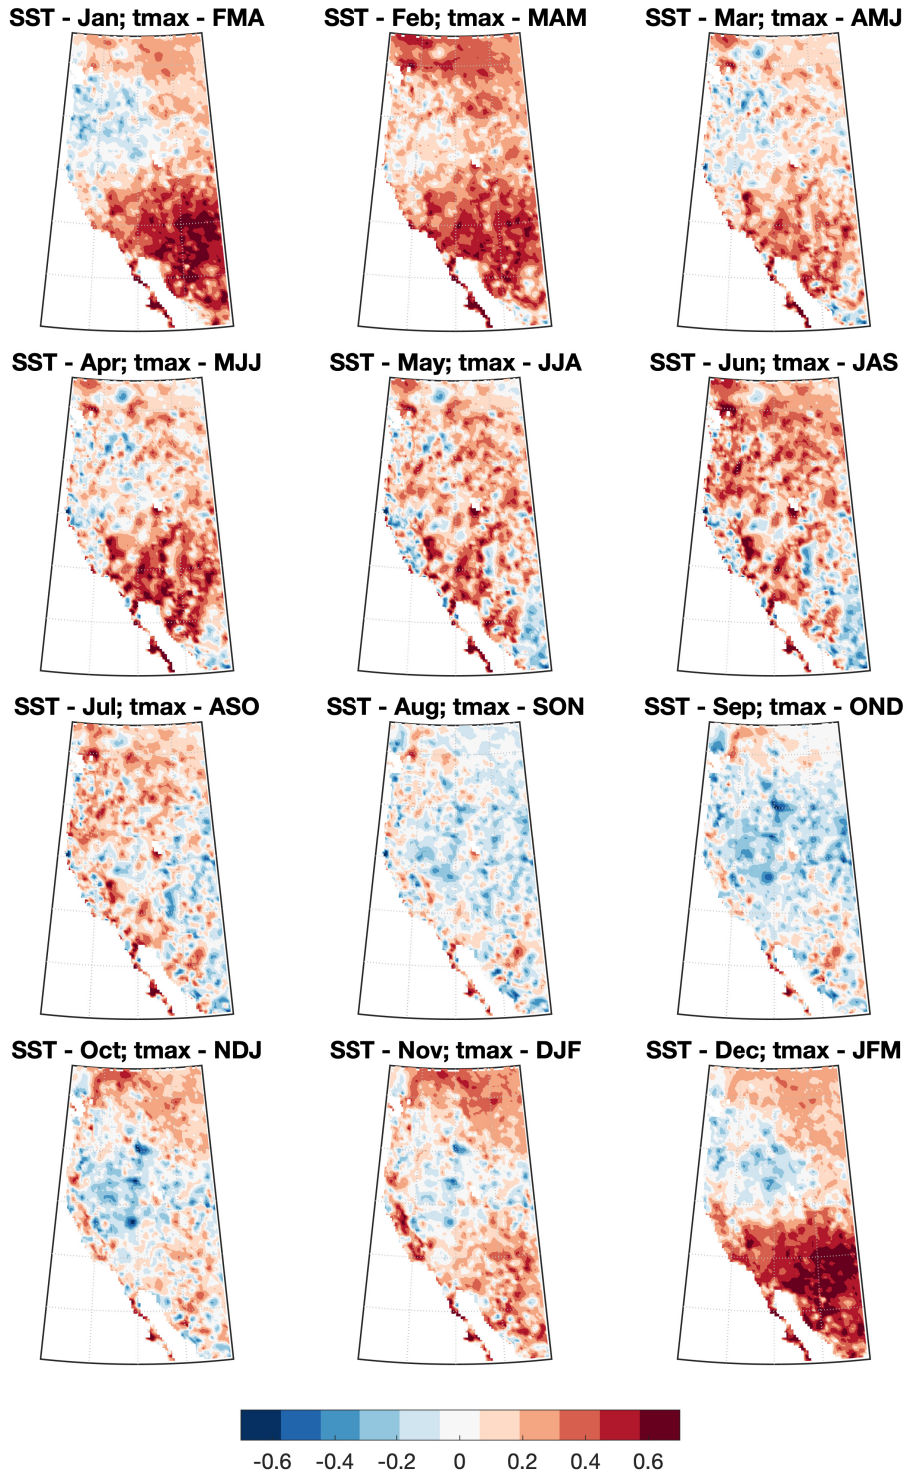 SST - Jan; tmax - FMA
SST - Feb; tmax - MAM
SST - Mar; tmax - AMJ
SST - Apr; tmax - MJJ
SST - May; tmax - JJA
SST - Jun; tmax - JAS
SST - Jul; tmax - ASO
SST - Aug; tmax - SON
SST - Sep; tmax - OND
SST - Oct; tmax - NDJ
SST - Nov; tmax - DJF
SST - Dec; tmax - JFM
-0.6 -0.4 -0.2 0 0.2 0.4 0.6